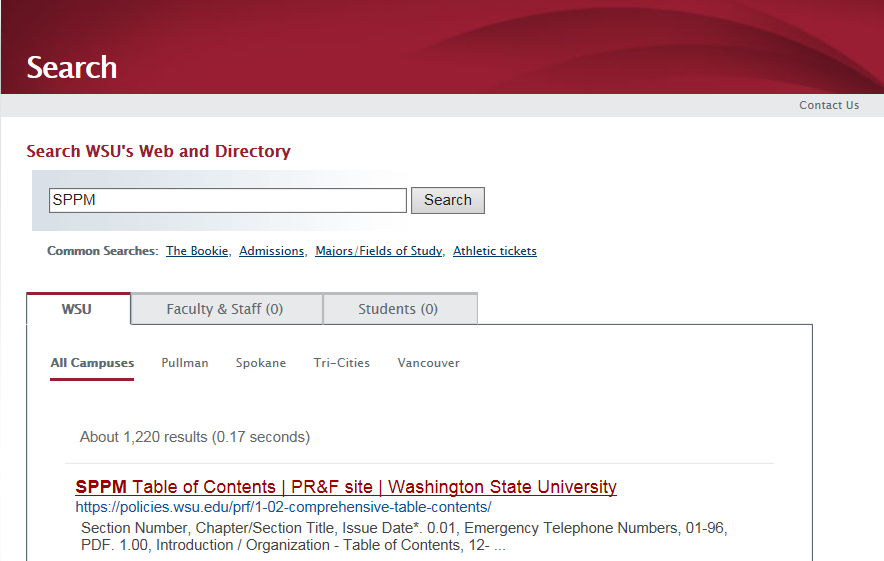 Search
Contact Us
Search WSU's Web and Directory
SPPM Search
Common Searches: The Bookie, Admissions, Majors/Fields of Study, Athletic tickets
WSU Faculty & Staff (0) Students (0)
All Campuses Pullman Spokane Tri-Cities Vancouver
About 1,220 results (0.17 seconds)
SPPM Table of Contents | PR&F site | Washington State University
https://policies.wsu.edu/prf/1-02-comprehensive-table-contents/
Section Number, Chapter/Section Title, Issue Date*. 0.01, Emergency Telephone Numbers, 01-96,
PDF. 1.00, Introduction / Organization - Table of Contents, 12- ...